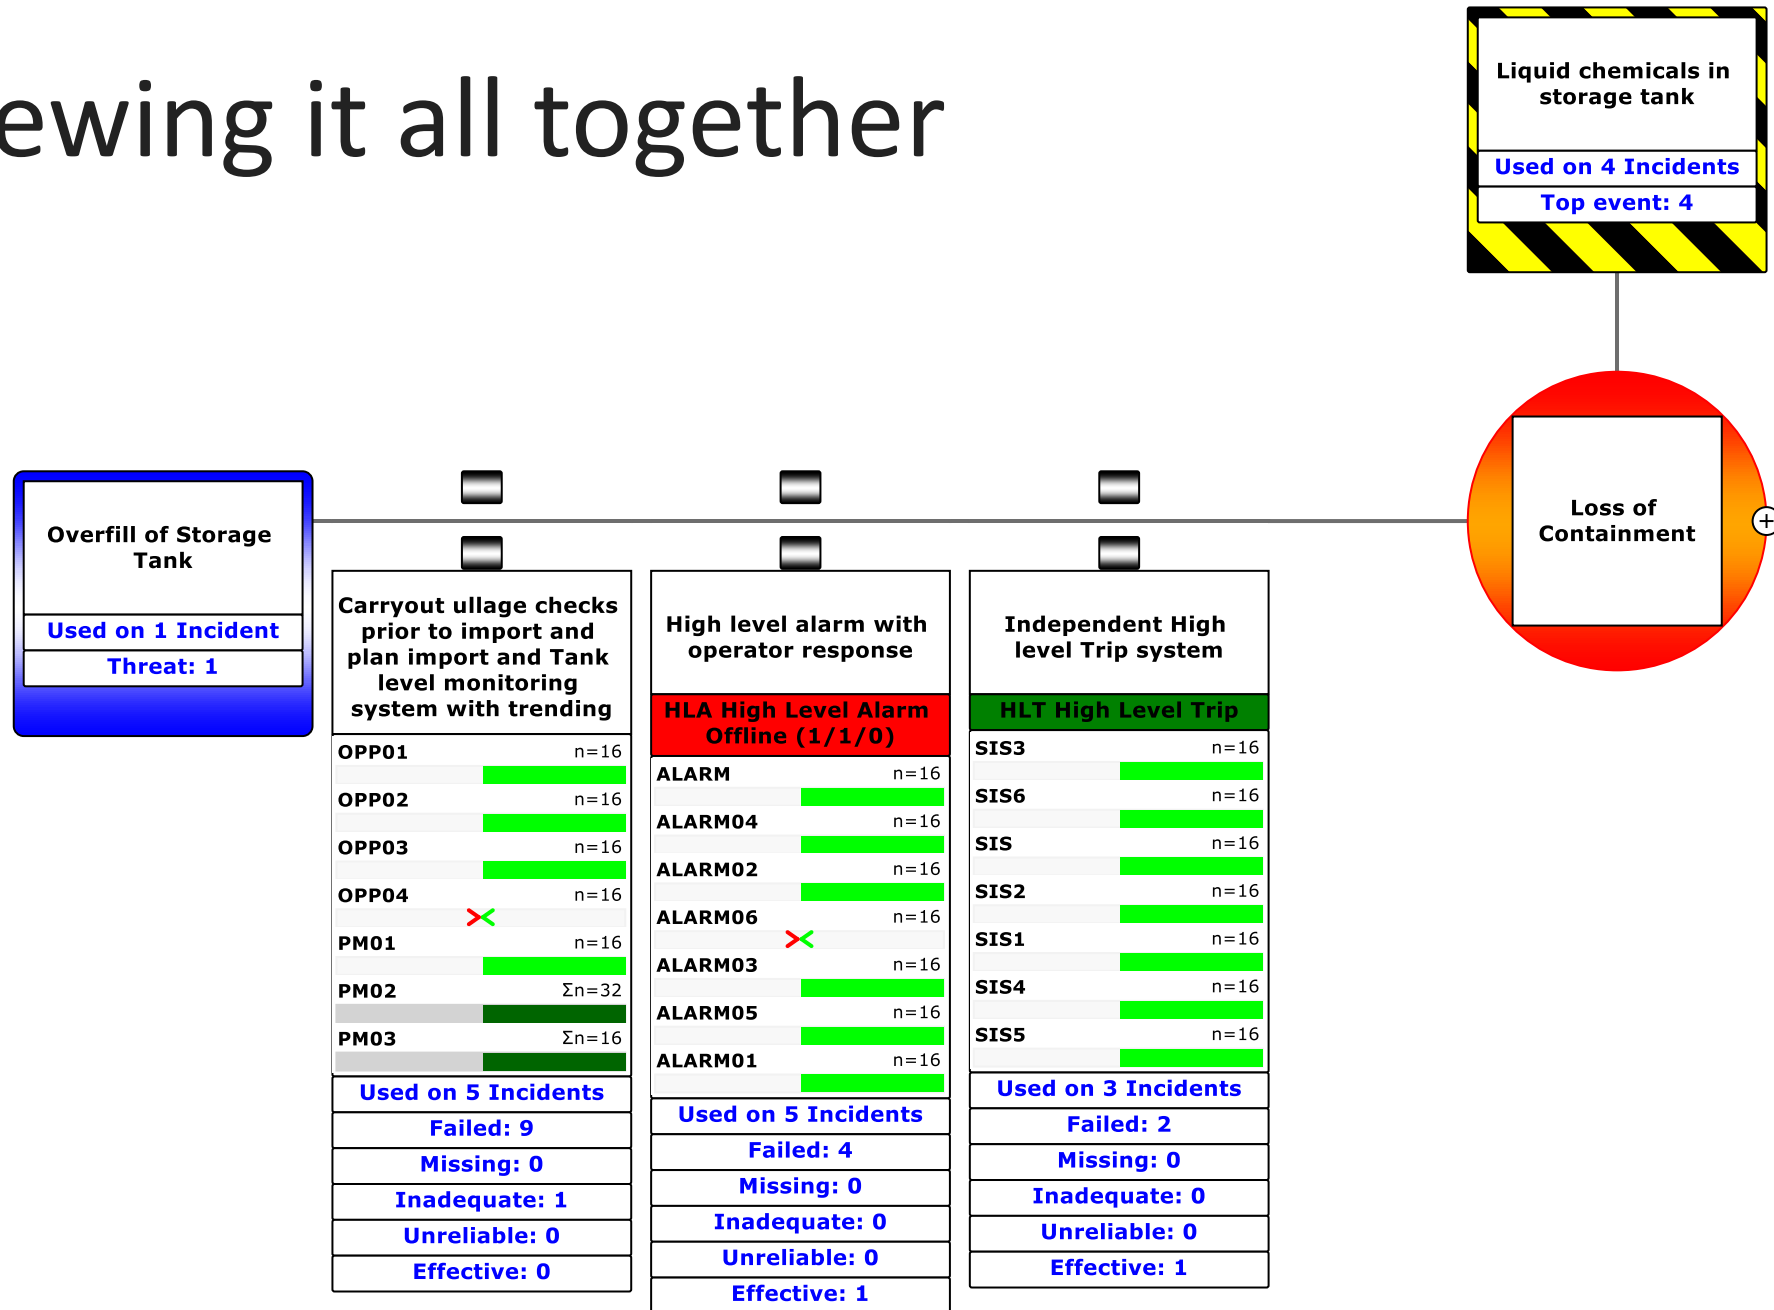 ewing it all together
Liquid chemicals in
storage tank
Used on 4 Incidents
Top event: 4
Loss of
Containment
Overfill of Storage
Tank
Used on 1 Incident
Threat: 1
Carryout ullage checks
prior to import and
plan import and Tank
level monitoring
system with trending
OPP01 n=16
OPP02 n=16
OPP03 n=16
OPP04 n=16
PM01 n=16
PM02 Σn=32
PM03 Σn=16
Used on 5 Incidents
Failed: 9
Missing: 0
Inadequate: 1
Unreliable: 0
Effective: 0
High level alarm with
operator response
HLA High Level Alarm
Offline (1/1/0)
ALARM n=16
ALARM04 n=16
ALARM02 n=16
ALARM06 n=16
ALARM03 n=16
ALARM05 n=16
ALARM01 n=16
Used on 5 Incidents
Failed: 4
Missing: 0
Inadequate: 0
Unreliable: 0
Effective: 1
Independent High
level Trip system
HLT High Level Trip
SIS3 n=16
SIS6 n=16
SIS n=16
SIS2 n=16
SIS1 n=16
SIS4 n=16
SIS5 n=16
Used on 3 Incidents
Failed: 2
Missing: 0
Inadequate: 0
Unreliable: 0
Effective: 1